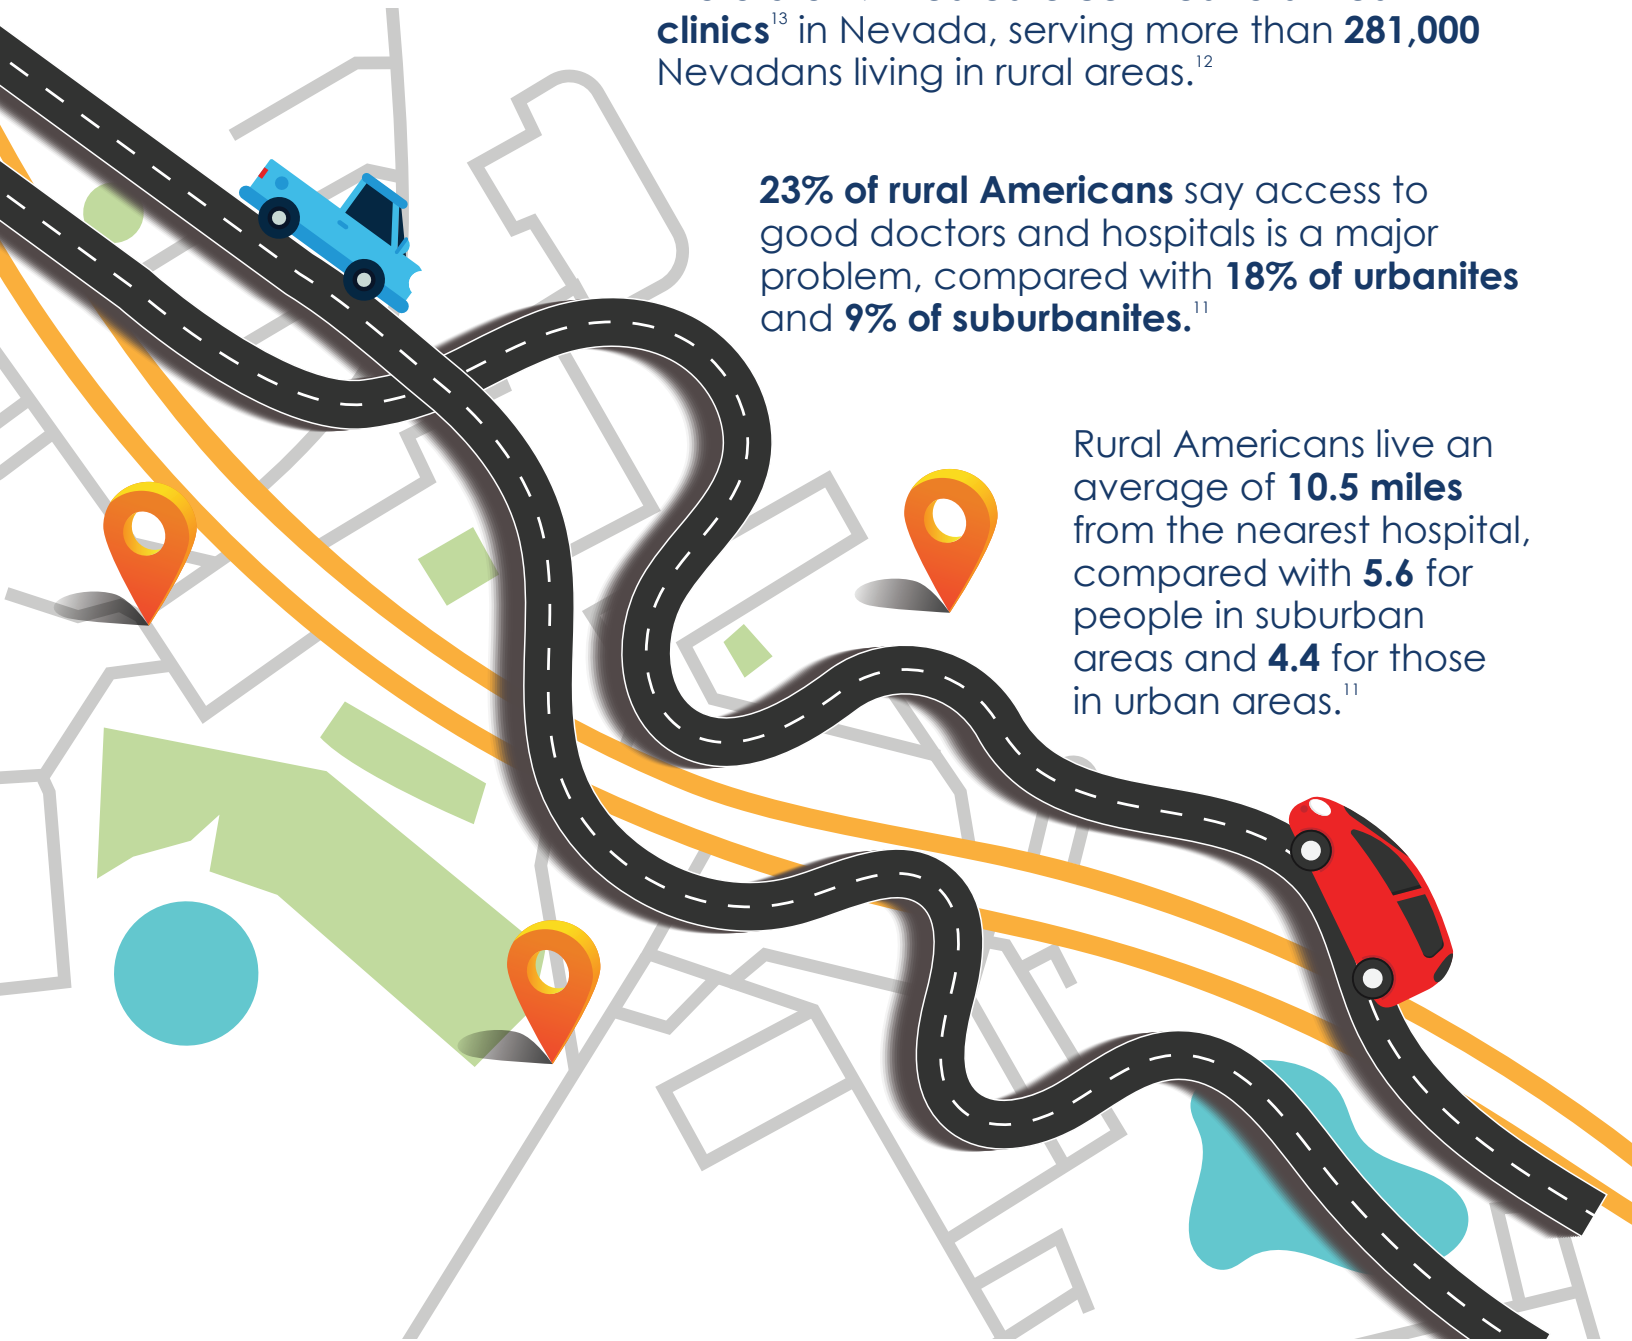 clinics13 in Nevada, serving more than 281,000
Nevadans living in rural areas.12
23% of rural Americans say access to
good doctors and hospitals is a major
problem, compared with 18% of urbanites
and 9% of suburbanites.11
Rural Americans live an
average of 10.5 miles
from the nearest hospital,
compared with 5.6 for
people in suburban
areas and 4.4 for those
in urban areas.11